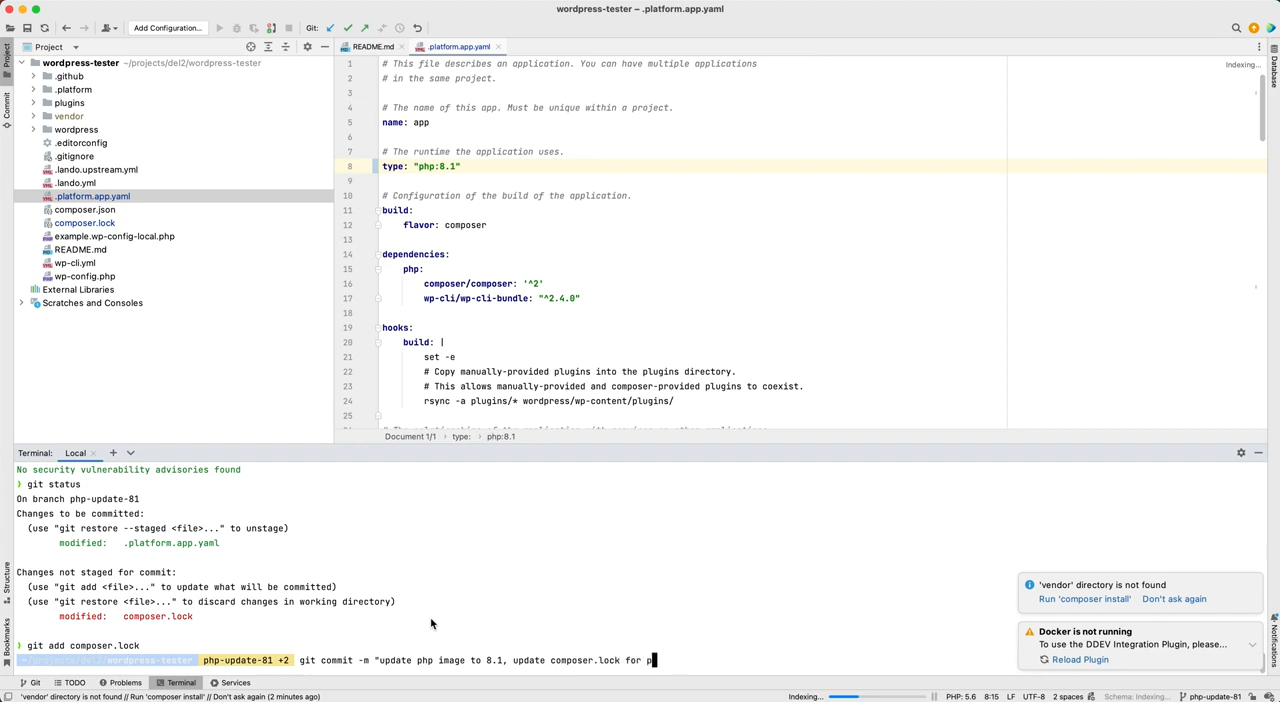 wordpress-tester – .platform.app.yaml
Add Configuration...
Git:
Project
README.md
.platform.app.yaml
Project
Commit
Structure
Bookmarks
Database
Notifications
wordpress-tester ~/projects/del2/wordpress-tester
.github
.platform
plugins
vendor
wordpress
.editorconfig
.gitignore
.lando.upstream.yml
.lando.yml
.platform.app.yaml
composer.json
composer.lock
example.wp-config-local.php
README.md
wp-cli.yml
wp-config.php
External Libraries
Scratches and Consoles
Indexing...
1 # This file describes an application. You can have multiple applications
2 # in the same project.
3
4 # The name of this app. Must be unique within a project.
5 name: app
6
7 # The runtime the application uses.
8 type: "php:8.1"
9
10 # Configuration of the build of the application.
11 build:
12 flavor: composer
13
14 dependencies:
15 php:
16 composer/composer: '^2'
17 wp-cli/wp-cli-bundle: "^2.4.0"
18
19 hooks:
20 build: |
21 set -e
22 # Copy manually-provided plugins into the plugins directory.
23 # This allows manually-provided and composer-provided plugins to coexist.
24 rsync -a plugins/* wordpress/wp-content/plugins/
25
Document 1/1 › type: › php:8.1
Terminal: Local
No security vulnerability advisories found
❯ git status
On branch php-update-81
Changes to be committed:
(use "git restore --staged <file>..." to unstage)
modified: .platform.app.yaml
Changes not staged for commit:
(use "git add <file>..." to update what will be committed)
(use "git restore <file>..." to discard changes in working directory)
modified: composer.lock
❯ git add composer.lock
~/projects/del2/wordpress-tester php-update-81 +2 git commit -m "update php image to 8.1, update composer.lock for p
'vendor' directory is not found
Run 'composer install' Don't ask again
Docker is not running
To use the DDEV Integration Plugin, please...
Reload Plugin
Git TODO Problems Terminal Services
'vendor' directory is not found // Run 'composer install' // Don't ask again (2 minutes ago)
Indexing... PHP: 5.6 8:15 LF UTF-8 2 spaces Schema: Indexing... php-update-81